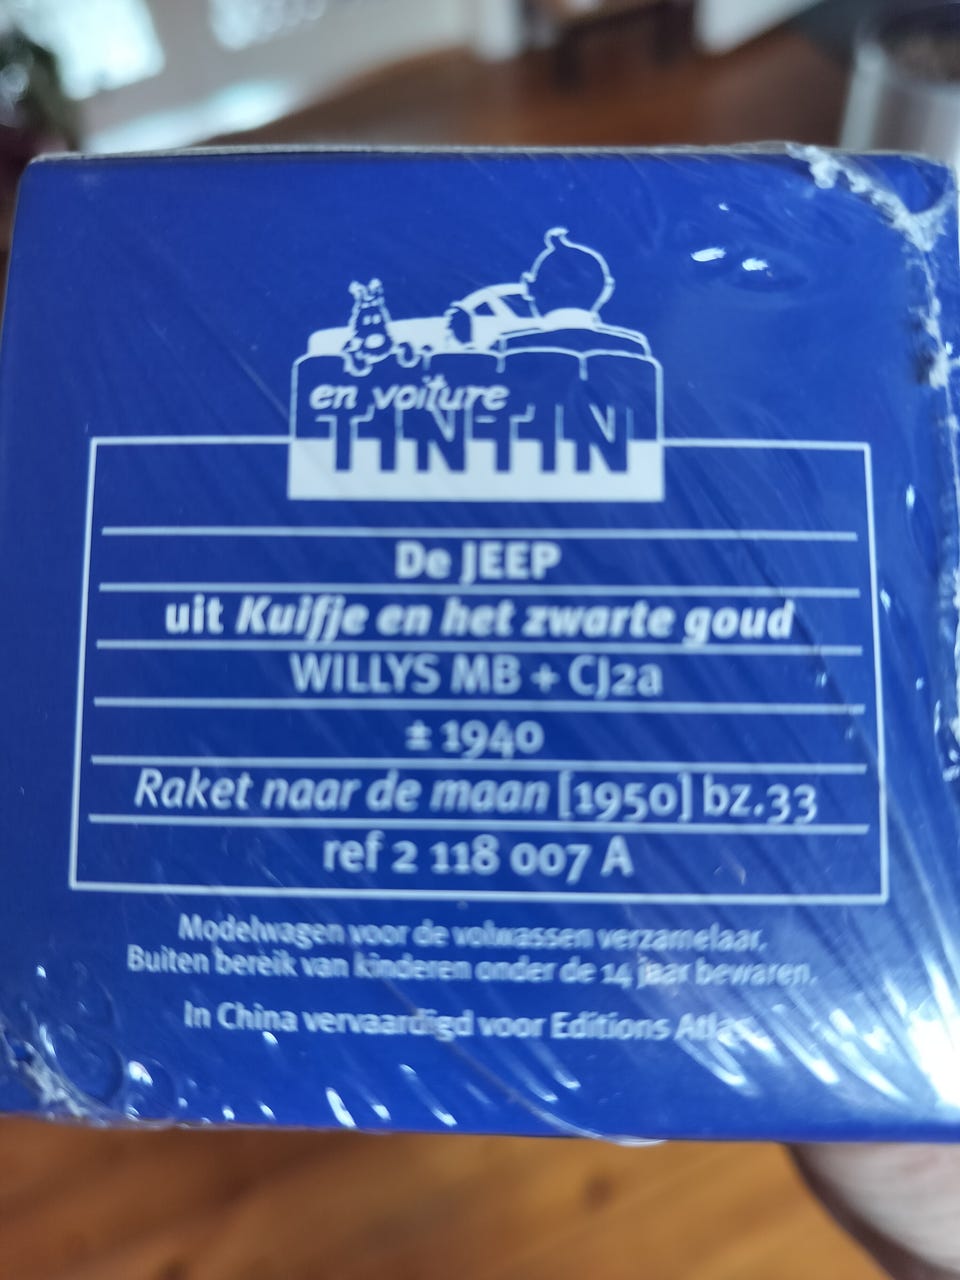 en voiture
TINTIN
De JEEP
uit Kuifje en het zwarte goud
WILLYS MB + CJ2a
± 1940
Raket naar de maan [1950] bz.33
ref 2 118 007 A
Modelwagen voor de volwassen verzamelaar.
Buiten bereik van kinderen onder de 14 jaar bewaren.
In China vervaardigd voor Editions Atlas.